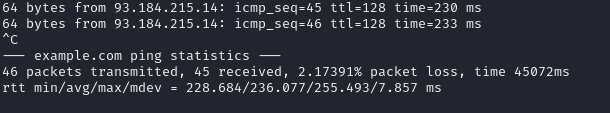 64 bytes from 93.184.215.14: icmp_seq=45 ttl=128 time=230 ms
64 bytes from 93.184.215.14: icmp_seq=46 ttl=128 time=233 ms
^C
--- example.com ping statistics ---
46 packets transmitted, 45 received, 2.17391% packet loss, time 45072ms
rtt min/avg/max/mdev = 228.684/236.077/255.493/7.857 ms